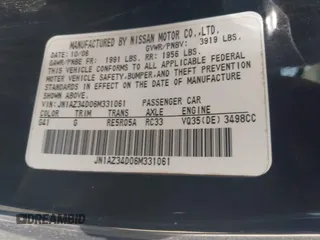 MANUFACTURED BY NISSAN MOTOR CO.,LTD.
DATE: 10/06 GVWR/PNBV: 3919 LBS.
GAWR/PNBE FR: 1991 LBS. RR: 1956 LBS.
THIS VEHICLE CONFORMS TO ALL APPLICABLE FEDERAL
MOTOR VEHICLE SAFETY,BUMPER,AND THEFT PREVENTION
STANDARDS IN EFFECT ON THE DATE OF MANUFACTURE
SHOWN ABOVE.
VIN: JN1AZ34D06M331061 PASSENGER CAR
COLOR TRIM TRANS AXLE ENGINE
G41 G RE5R05A RC33 VQ35(DE) 3498CC
JN1AZ34D06M331061
DREAMBID